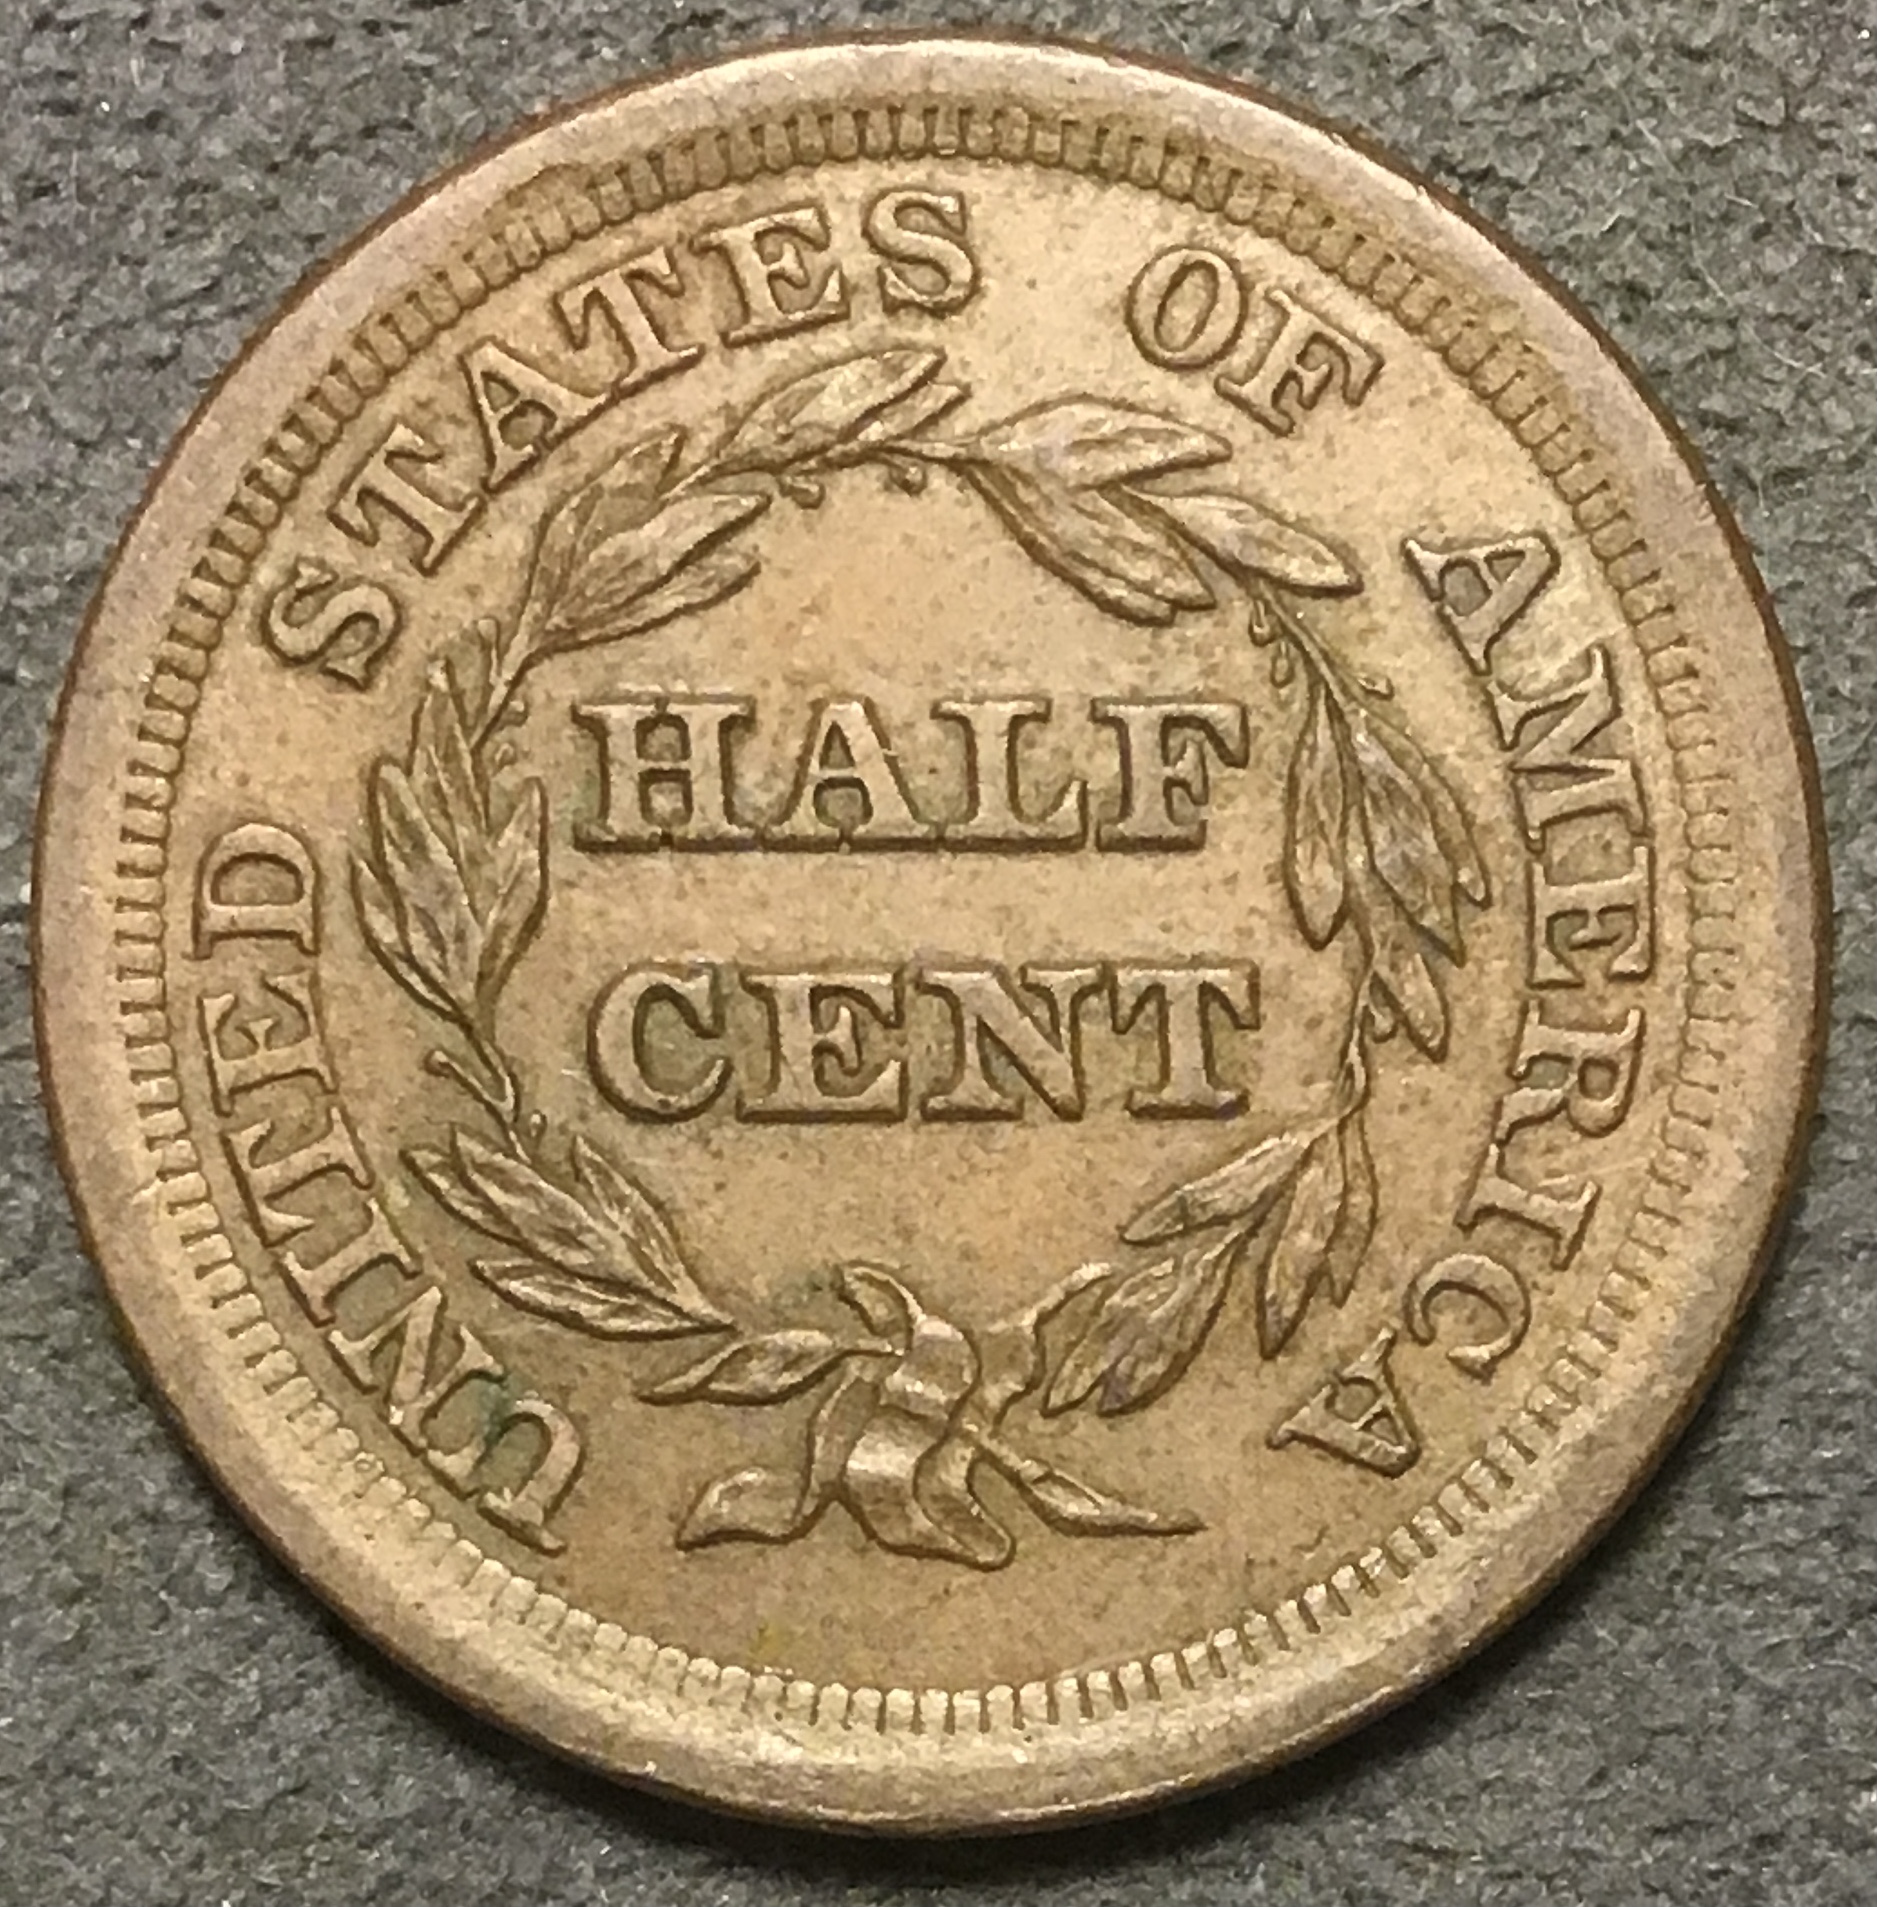 UNITED STATES OF AMERICA
HALF
CENT